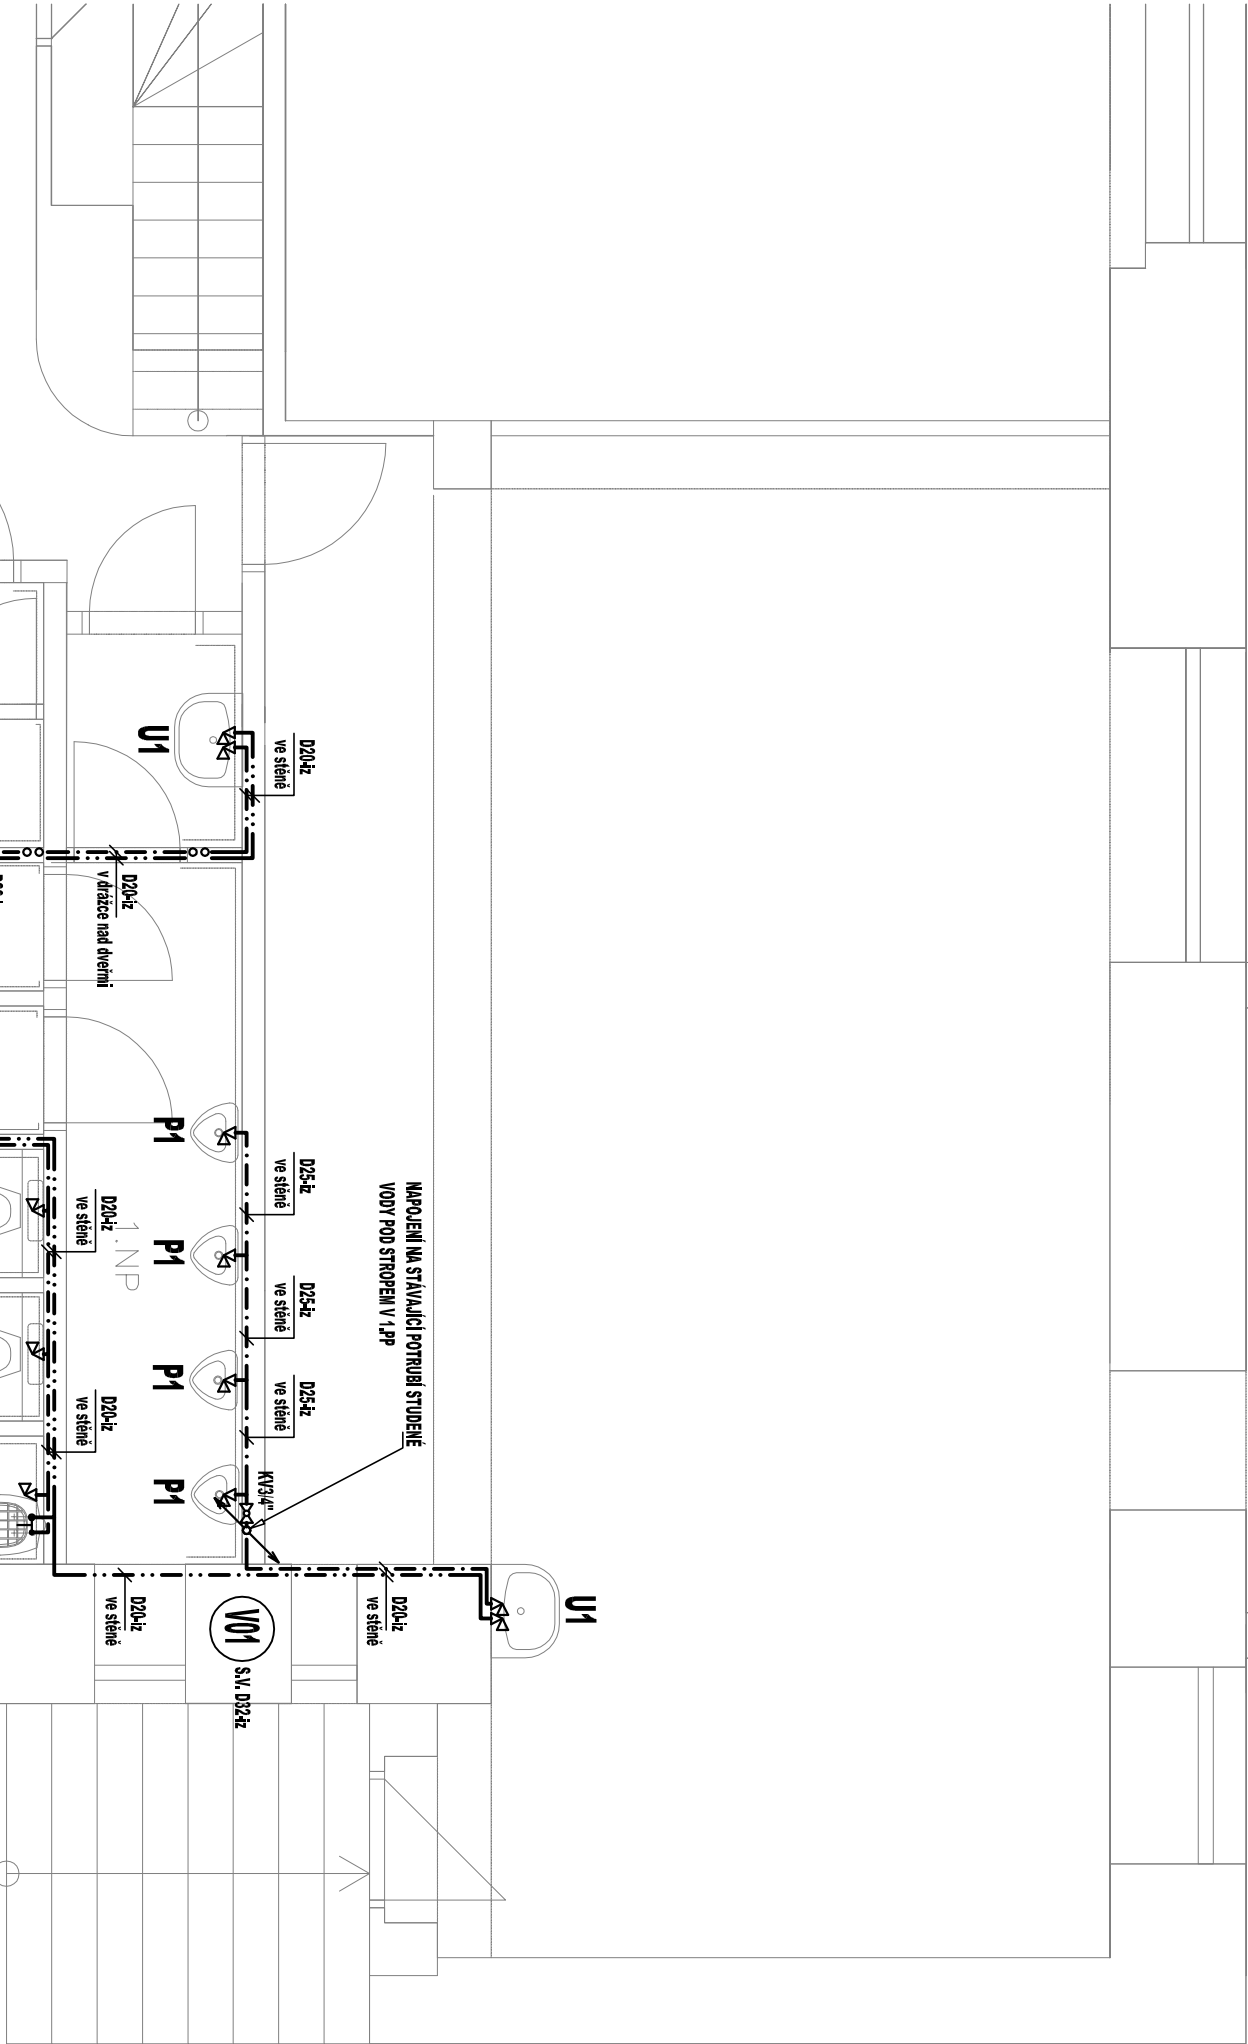 U1
D20-iz
ve stěně
D20-iz
v drážce nad dveřmi
P1
D25-iz
ve stěně
P1
D25-iz
ve stěně
P1
D25-iz
ve stěně
P1
KV3/4"
NAPOJENÍ NA STÁVAJÍCÍ POTRUBÍ STUDENÉ
VODY POD STROPEM V 1.PP
D20-iz
ve stěně
1.NP
D20-iz
ve stěně
D20-iz
ve stěně
D20-iz
ve stěně
U1
V01
S.V. D32-iz